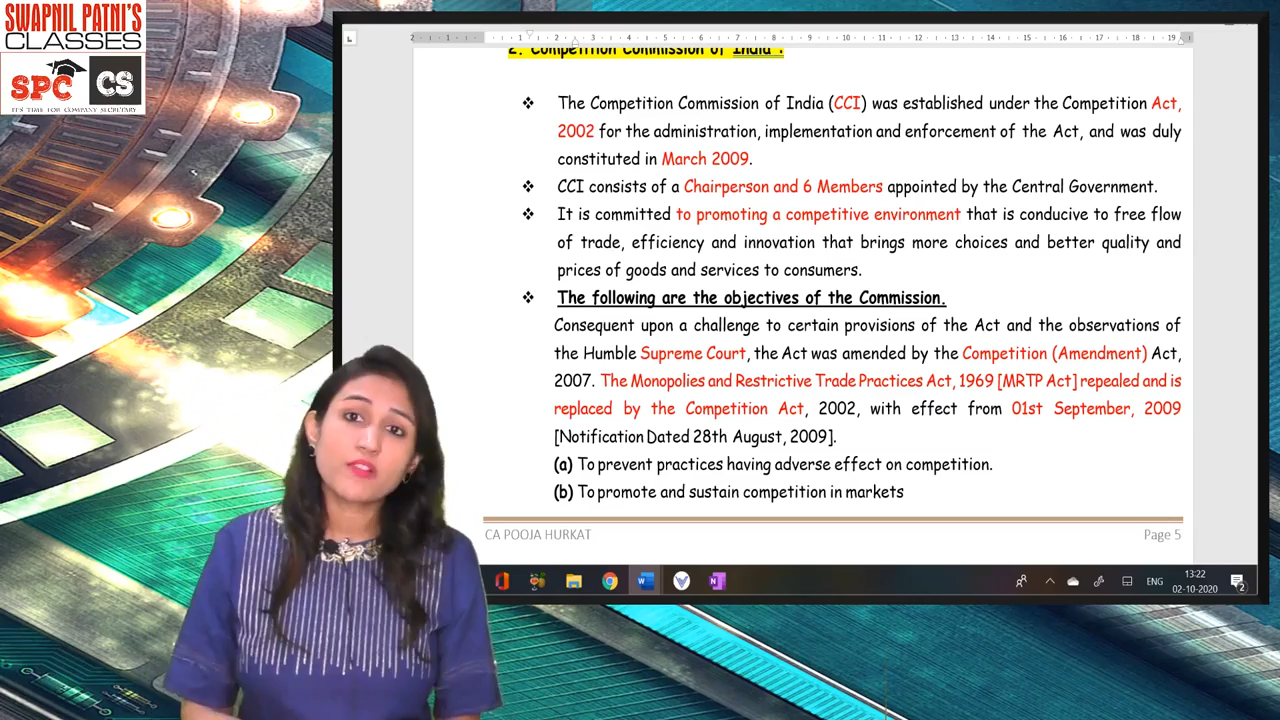 SWAPNIL PATNI'S
CLASSES
SPC CS
IT'S TIME FOR COMPANY SECRETARY
2. Competition Commission of India :
❖ The Competition Commission of India (CCI) was established under the Competition Act,
2002 for the administration, implementation and enforcement of the Act, and was duly
constituted in March 2009.
❖ CCI consists of a Chairperson and 6 Members appointed by the Central Government.
❖ It is committed to promoting a competitive environment that is conducive to free flow
of trade, efficiency and innovation that brings more choices and better quality and
prices of goods and services to consumers.
❖ The following are the objectives of the Commission.
Consequent upon a challenge to certain provisions of the Act and the observations of
the Humble Supreme Court, the Act was amended by the Competition (Amendment) Act,
2007. The Monopolies and Restrictive Trade Practices Act, 1969 [MRTP Act] repealed and is
replaced by the Competition Act, 2002, with effect from 01st September, 2009
[Notification Dated 28th August, 2009].
(a) To prevent practices having adverse effect on competition.
(b) To promote and sustain competition in markets
CA POOJA HURKAT Page 5
ENG 13:22
02-10-2020 2